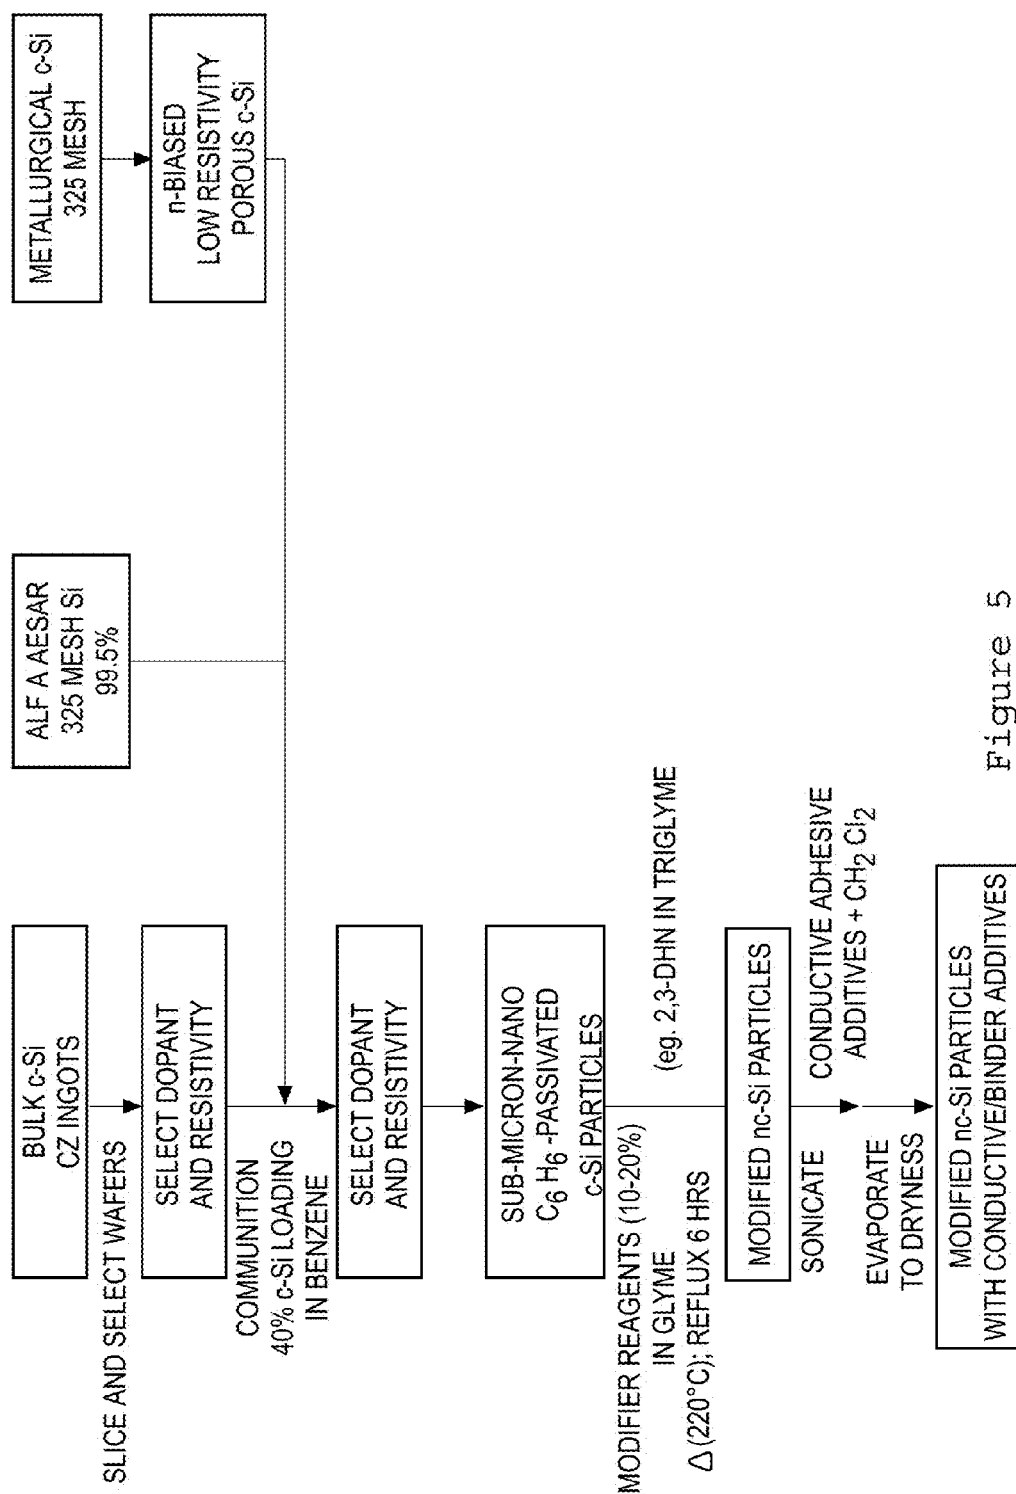 BULK c-Si
CZ INGOTS
ALF A AESAR
325 MESH Si
99.5%
METALLURGICAL c-Si
325 MESH
SLICE AND SELECT WAFERS
SELECT DOPANT
AND RESISTIVITY
n-BIASED
LOW RESISTIVITY
POROUS c-Si
COMMUNITION
40% c-Si LOADING
IN BENZENE
SELECT DOPANT
AND RESISTIVITY
SUB-MICRON-NANO
C6 H6 -PASSIVATED
c-Si PARTICLES
MODIFIER REAGENTS (10-20%)
IN GLYME
Δ (220°C); REFLUX 6 HRS
(eg. 2,3-DHN IN TRIGLYME
MODIFIED nc-Si PARTICLES
SONICATE
CONDUCTIVE ADHESIVE
ADDITIVES + CH2 Cl2
EVAPORATE
TO DRYNESS
MODIFIED nc-Si PARTICLES
WITH CONDUCTIVE/BINDER ADDITIVES
Figure 5